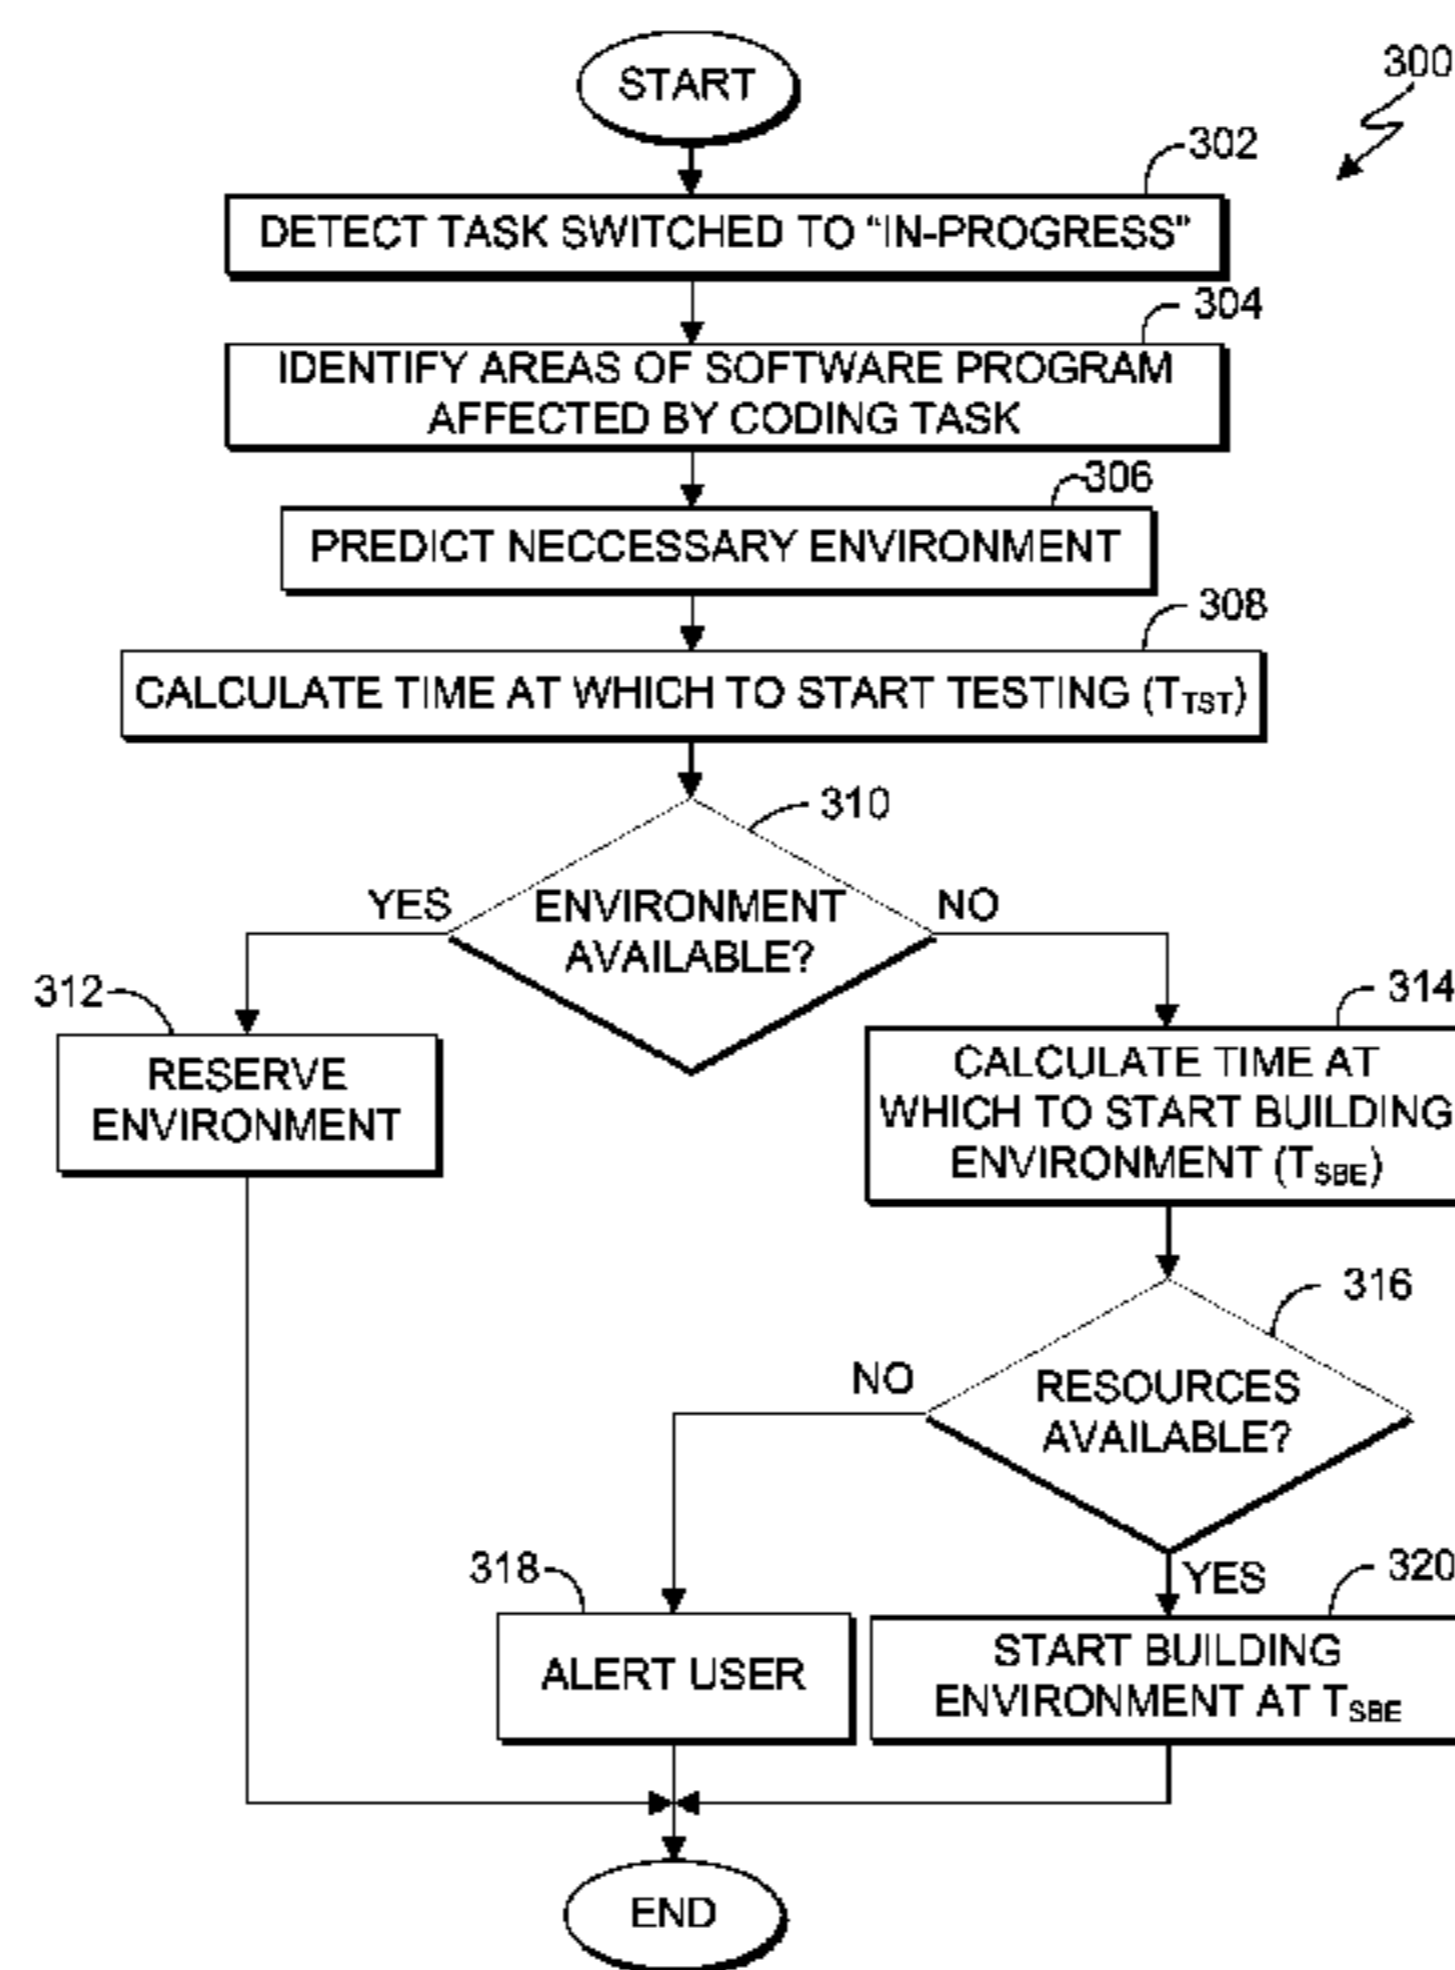 START
300
302
DETECT TASK SWITCHED TO “IN-PROGRESS”
304
IDENTIFY AREAS OF SOFTWARE PROGRAM
AFFECTED BY CODING TASK
306
PREDICT NECCESSARY ENVIRONMENT
308
CALCULATE TIME AT WHICH TO START TESTING (TTST)
310
YES
ENVIRONMENT
AVAILABLE?
NO
312
RESERVE
ENVIRONMENT
314
CALCULATE TIME AT
WHICH TO START BUILDING
ENVIRONMENT (TSBE)
316
NO
RESOURCES
AVAILABLE?
YES
318
ALERT USER
320
START BUILDING
ENVIRONMENT AT TSBE
END